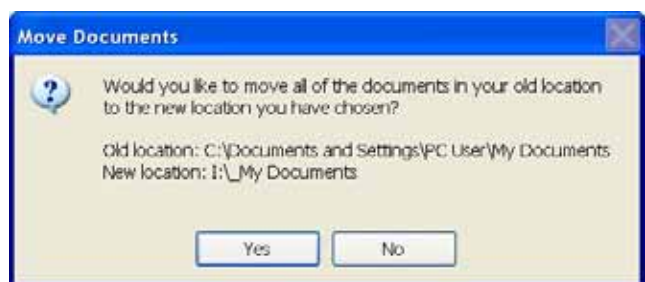 Move Documents
Would you like to move all of the documents in your old location
to the new location you have chosen?
Old location: C:\Documents and Settings\PC User\My Documents
New location: I:\_My Documents
Yes
No